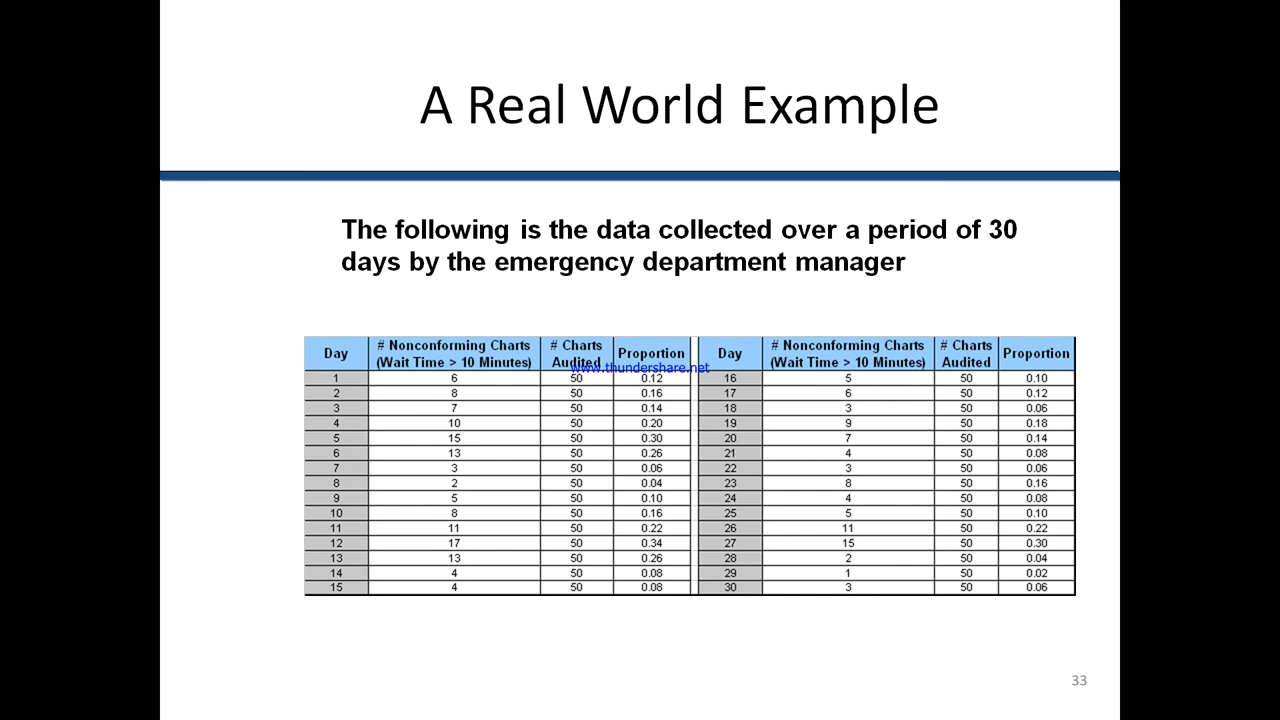 A Real World Example
The following is the data collected over a period of 30
days by the emergency department manager
Day # Nonconforming Charts (Wait Time > 10 Minutes) # Charts Audited Proportion Day # Nonconforming Charts (Wait Time > 10 Minutes) # Charts Audited Proportion
www.thundershare.net
1 6 50 0.12 16 5 50 0.10
2 8 50 0.16 17 6 50 0.12
3 7 50 0.14 18 3 50 0.06
4 10 50 0.20 19 9 50 0.18
5 15 50 0.30 20 7 50 0.14
6 13 50 0.26 21 4 50 0.08
7 3 50 0.06 22 3 50 0.06
8 2 50 0.04 23 8 50 0.16
9 5 50 0.10 24 4 50 0.08
10 8 50 0.16 25 5 50 0.10
11 11 50 0.22 26 11 50 0.22
12 17 50 0.34 27 15 50 0.30
13 13 50 0.26 28 2 50 0.04
14 4 50 0.08 29 1 50 0.02
15 4 50 0.08 30 3 50 0.06
33